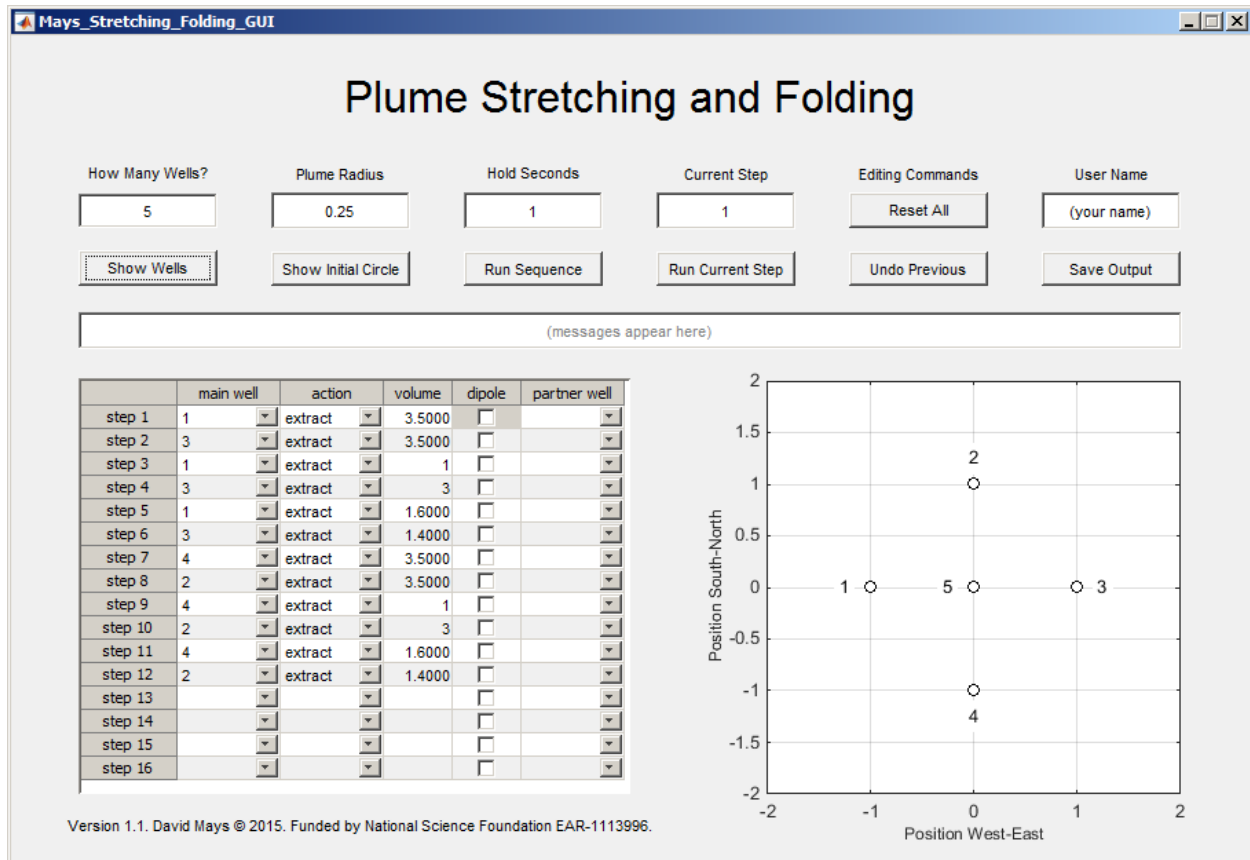 Mays_Stretching_Folding_GUI
Plume Stretching and Folding
How Many Wells? Plume Radius Hold Seconds Current Step Editing Commands User Name
5 0.25 1 1 Reset All (your name)
Show Wells Show Initial Circle Run Sequence Run Current Step Undo Previous Save Output
(messages appear here)
main well action volume dipole partner well
step 1 1 extract 3.5000
step 2 3 extract 3.5000
step 3 1 extract 1
step 4 3 extract 3
step 5 1 extract 1.6000
step 6 3 extract 1.4000
step 7 4 extract 3.5000
step 8 2 extract 3.5000
step 9 4 extract 1
step 10 2 extract 3
step 11 4 extract 1.6000
step 12 2 extract 1.4000
step 13
step 14
step 15
step 16
2
1.5
1
0.5
0
-0.5
-1
-1.5
-2
Position South-North
2
1 5 3
4
-2 -1 0 1 2
Position West-East
Version 1.1. David Mays © 2015. Funded by National Science Foundation EAR-1113996.